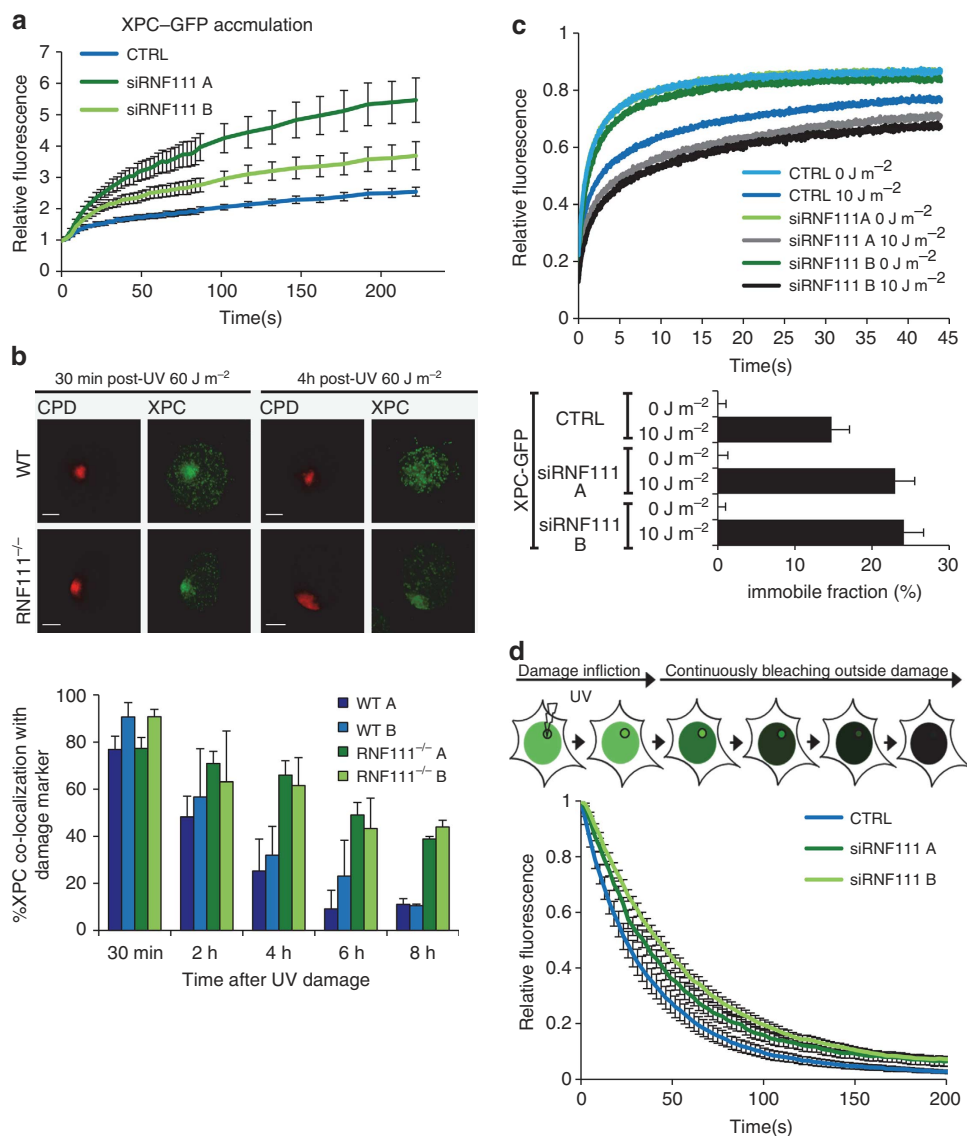 a
XPC–GFP accmulation
CTRL
siRNF111 A
siRNF111 B
Relative fluorescence
7
6
5
4
3
2
1
0
0 50 100 150 200
Time(s)
b
30 min post-UV 60 J m⁻² 4h post-UV 60 J m⁻²
CPD XPC CPD XPC
WT
RNF111⁻/⁻
%XPC co-localization with
damage marker
100
80
60
40
20
0
WT A
WT B
RNF111⁻/⁻ A
RNF111⁻/⁻ B
30 min 2 h 4 h 6 h 8 h
Time after UV damage
c
Relative fluorescence
1
0.8
0.6
0.4
0.2
0
CTRL 0 J m⁻²
CTRL 10 J m⁻²
siRNF111A 0 J m⁻²
siRNF111 A 10 J m⁻²
siRNF111 B 0 J m⁻²
siRNF111 B 10 J m⁻²
0 5 10 15 20 25 30 35 40 45
Time(s)
XPC-GFP
CTRL
0 J m⁻²
10 J m⁻²
siRNF111
A
0 J m⁻²
10 J m⁻²
siRNF111
B
0 J m⁻²
10 J m⁻²
0 10 20 30
immobile fraction (%)
d
Damage infliction Continuously bleaching outside damage
UV
Relative fluorescence
1
0.8
0.6
0.4
0.2
0
CTRL
siRNF111 A
siRNF111 B
0 50 100 150 200
Time(s)